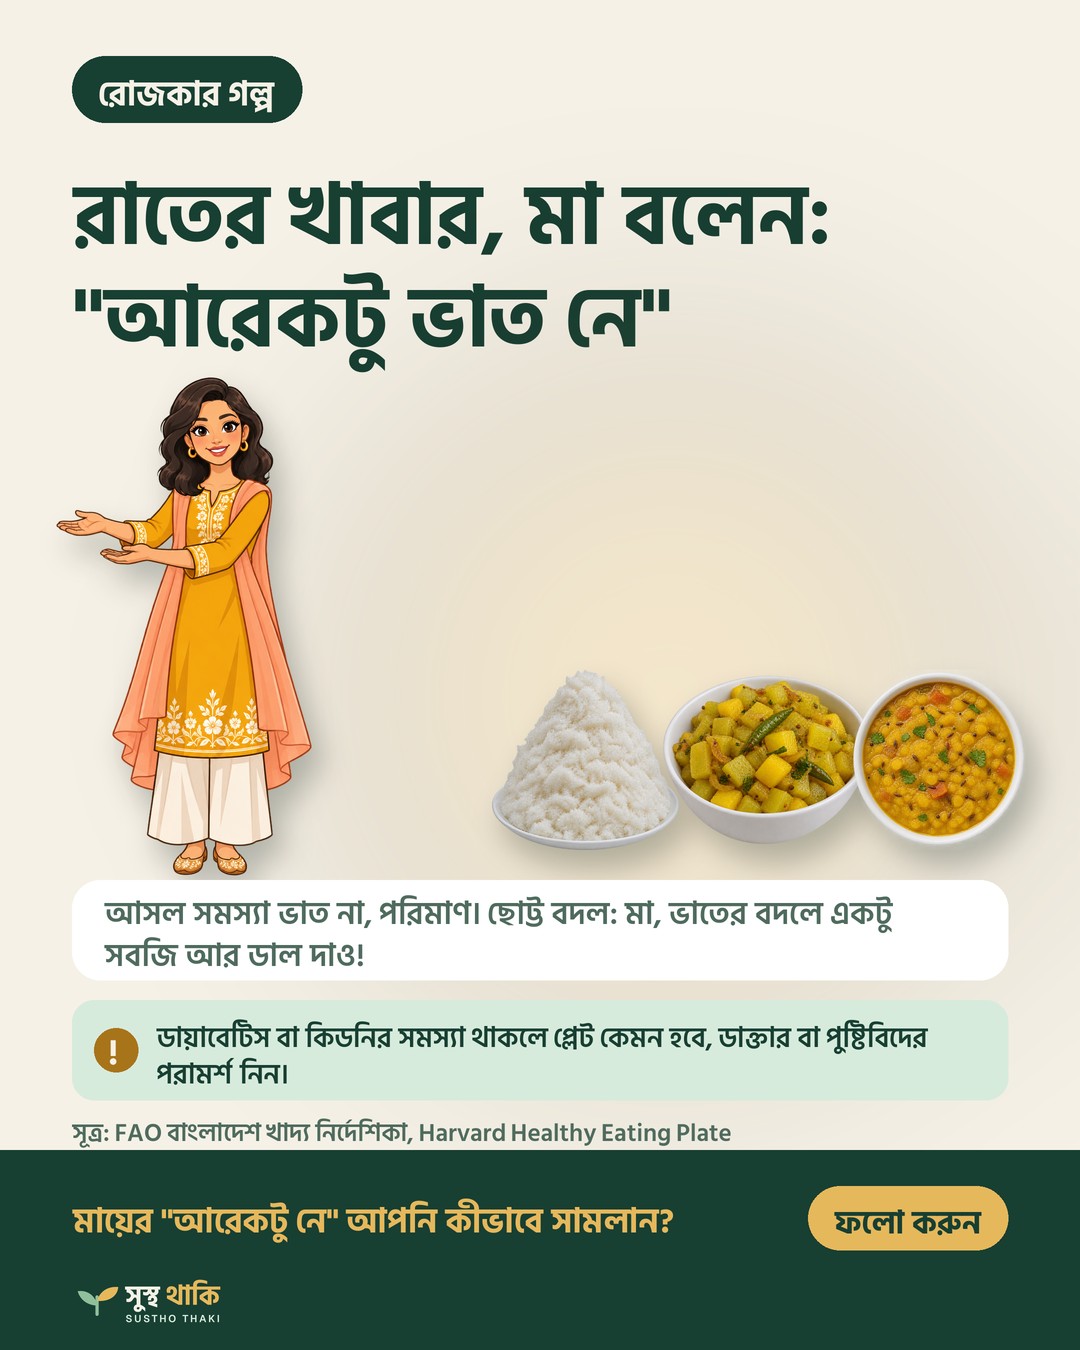 রোজকার গল্প
রাতের খাবার, মা বলেন:
"আরেকটু ভাত নে"
আসল সমস্যা ভাত না, পরিমাণ। ছোট্ট বদল: মা, ভাতের বদলে একটু
সবজি আর ডাল দাও!
!
ডায়াবেটিস বা কিডনির সমস্যা থাকলে প্লেট কেমন হবে, ডাক্তার বা পুষ্টিবিদের
পরামর্শ নিন।
সূত্র: FAO বাংলাদেশ খাদ্য নির্দেশিকা, Harvard Healthy Eating Plate
মায়ের "আরেকটু নে" আপনি কীভাবে সামলান?
ফলো করুন
সুস্থ থাকি
SUSTHO THAKI